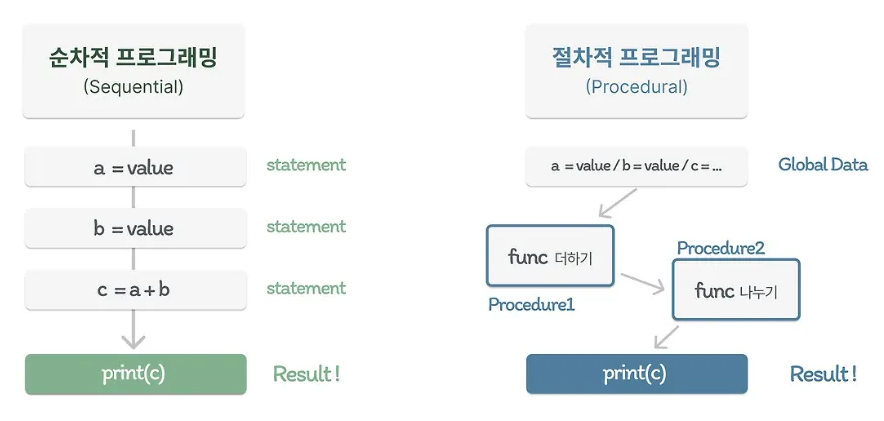 순차적 프로그래밍
(Sequential)
a = value
statement
b = value
statement
c = a + b
statement
print(c)
Result !
절차적 프로그래밍
(Procedural)
a = value / b = value / c = ...
Global Data
func 더하기
Procedure1
Procedure2
func 나누기
print(c)
Result !